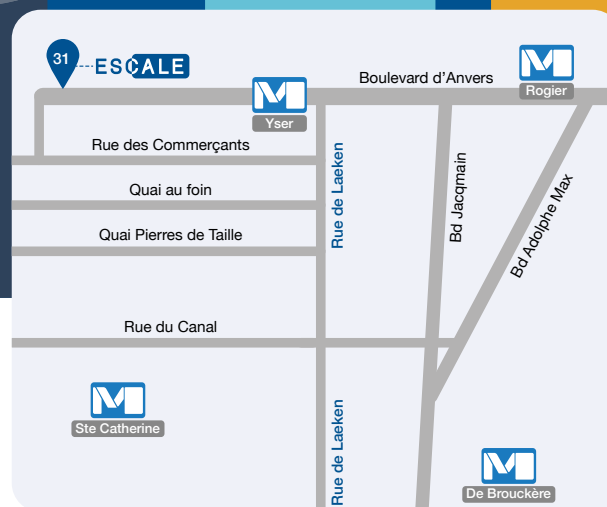 31
ESCALE
Boulevard d'Anvers
M
Rogier
M
Yser
Rue des Commerçants
Quai au foin
Quai Pierres de Taille
Rue de Laeken
Bd Jacqmain
Bd Adolphe Max
Rue du Canal
M
Ste Catherine
Rue de Laeken
M
De Brouckère